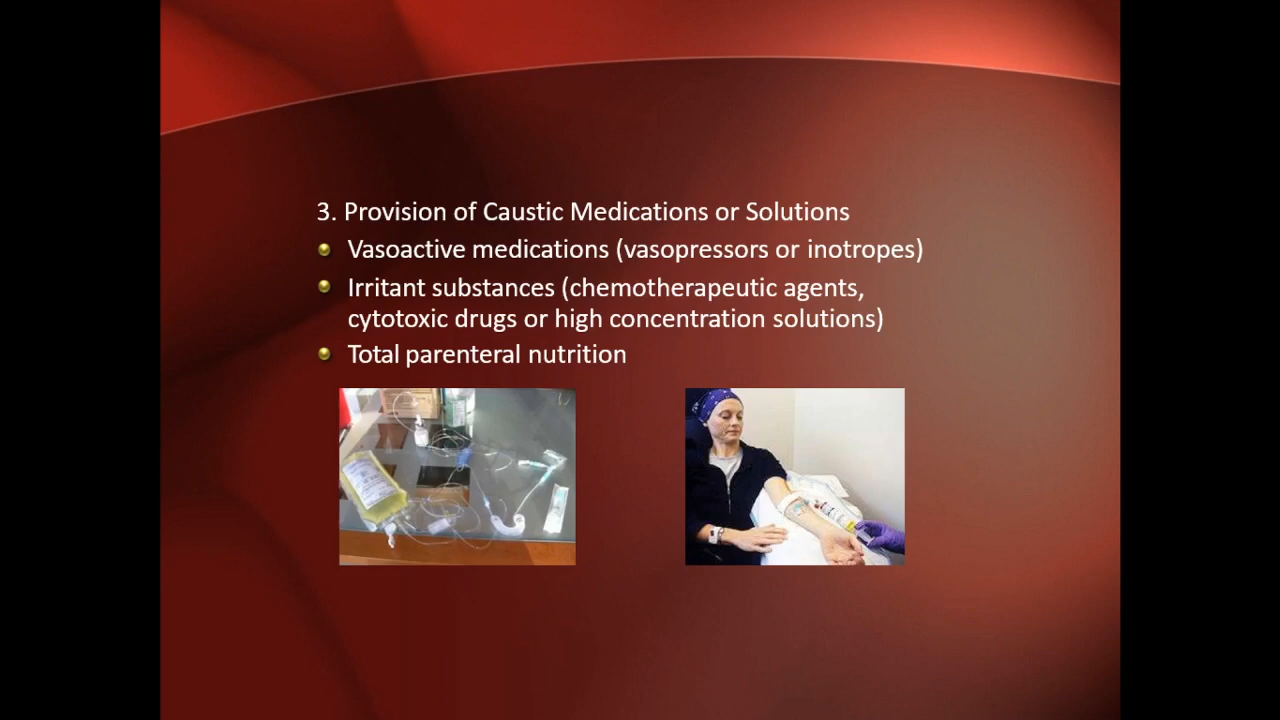 3. Provision of Caustic Medications or Solutions
Vasoactive medications (vasopressors or inotropes)
Irritant substances (chemotherapeutic agents,
cytotoxic drugs or high concentration solutions)
Total parenteral nutrition